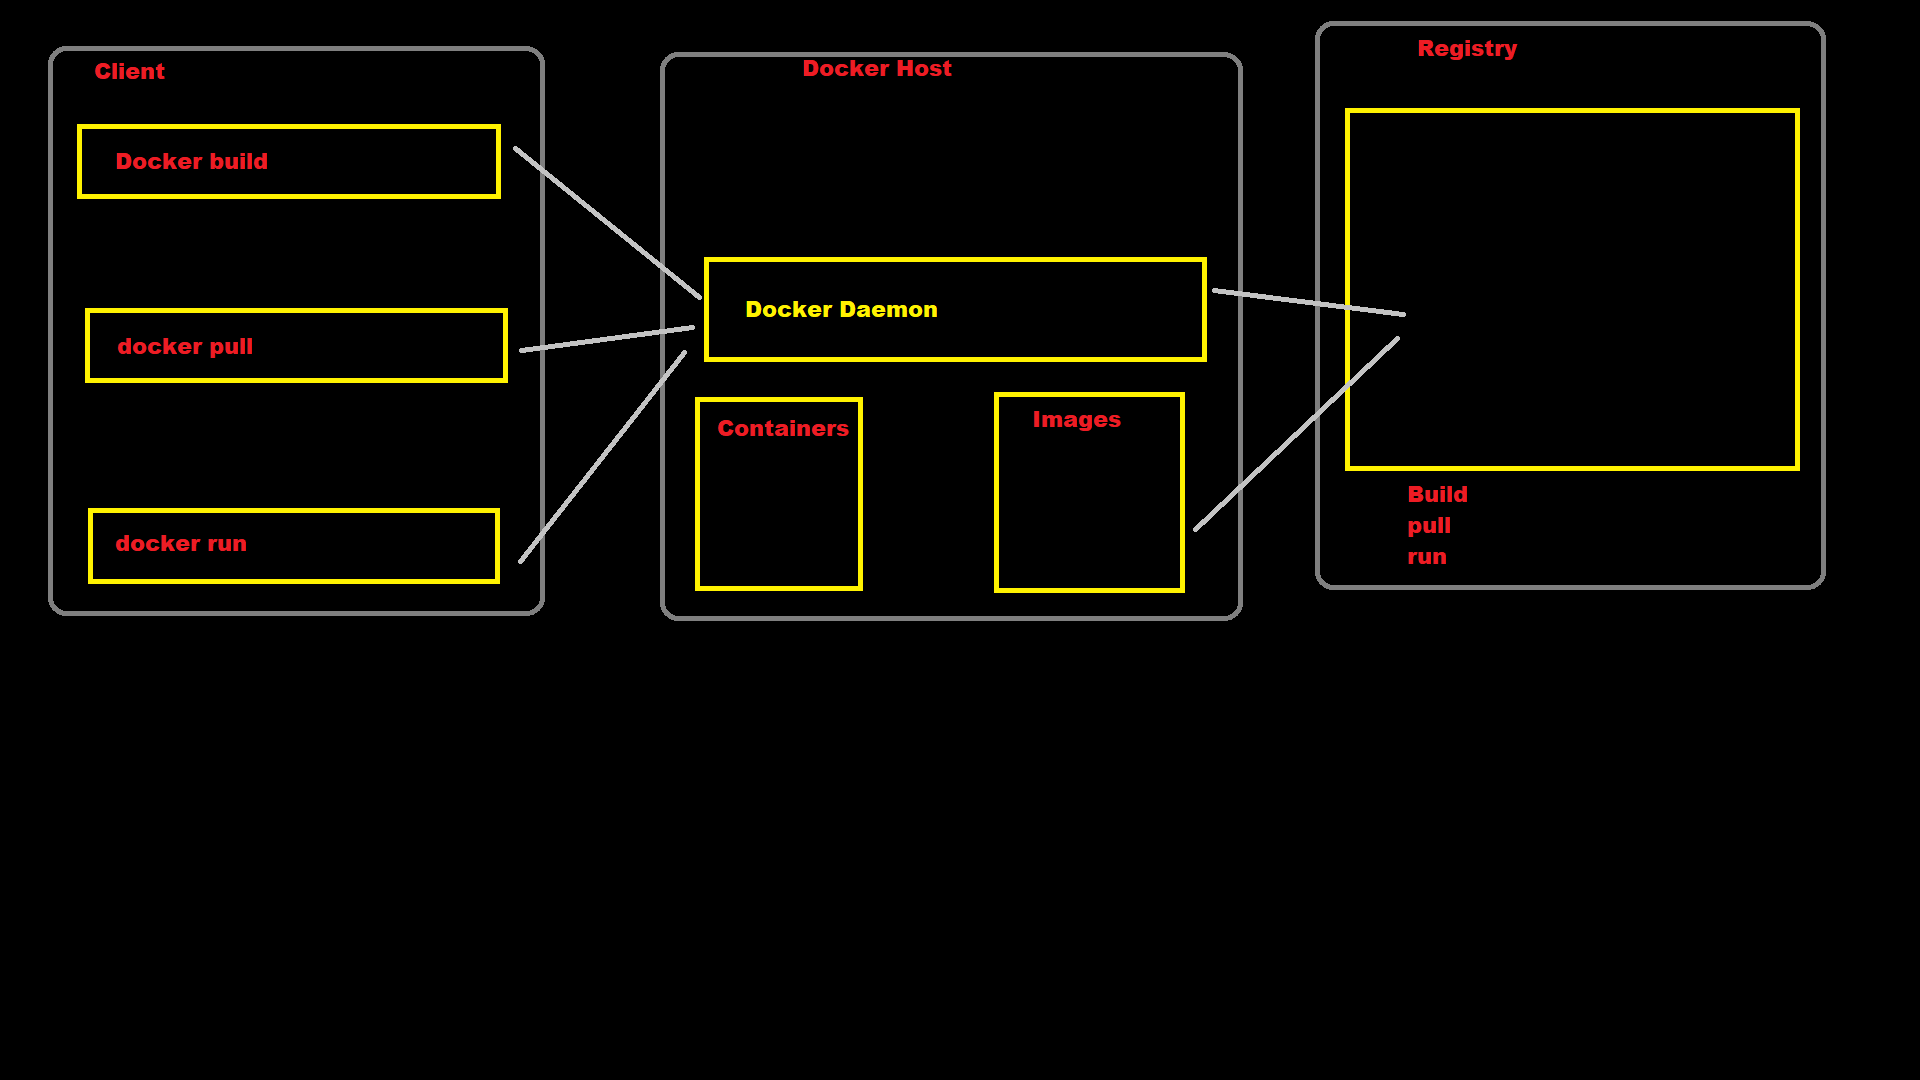 Client
Docker build
docker pull
docker run
Docker Host
Docker Daemon
Containers
Images
Registry
Build
pull
run